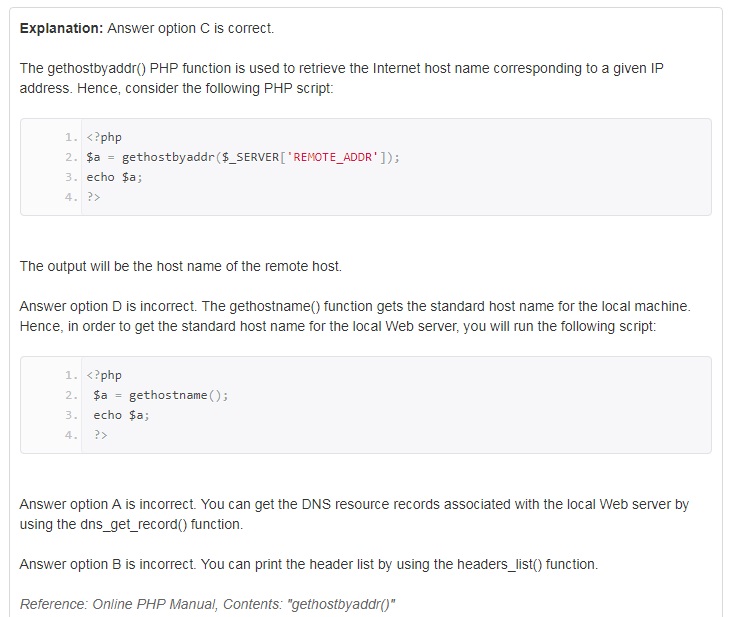 Explanation: Answer option C is correct.
The gethostbyaddr() PHP function is used to retrieve the Internet host name corresponding to a given IP
address. Hence, consider the following PHP script:
1. <?php
2. $a = gethostbyaddr($_SERVER['REMOTE_ADDR']);
3. echo $a;
4. ?>
The output will be the host name of the remote host.
Answer option D is incorrect. The gethostname() function gets the standard host name for the local machine.
Hence, in order to get the standard host name for the local Web server, you will run the following script:
1. <?php
2. $a = gethostname();
3. echo $a;
4. ?>
Answer option A is incorrect. You can get the DNS resource records associated with the local Web server by
using the dns_get_record() function.
Answer option B is incorrect. You can print the header list by using the headers_list() function.
Reference: Online PHP Manual, Contents: "gethostbyaddr()"